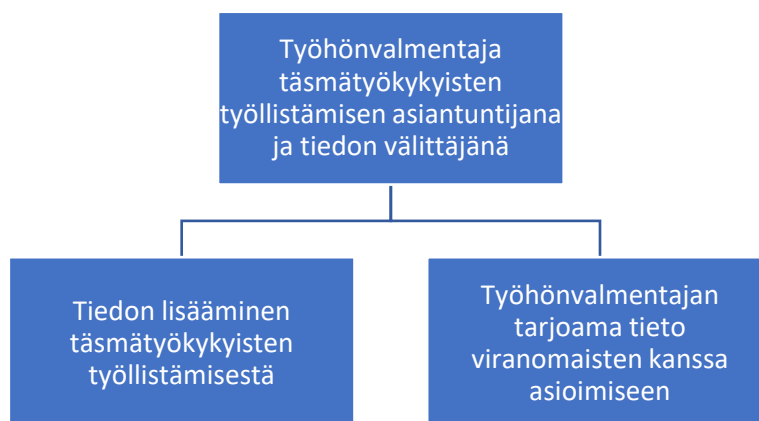 Työhönvalmentaja
täsmätyökykyisten
työllistämisen asiantuntijana
ja tiedon välittäjänä
Tiedon lisääminen
täsmätyökykyisten
työllistämisestä
Työhönvalmentajan
tarjoama tieto
viranomaisten kanssa
asioimiseen